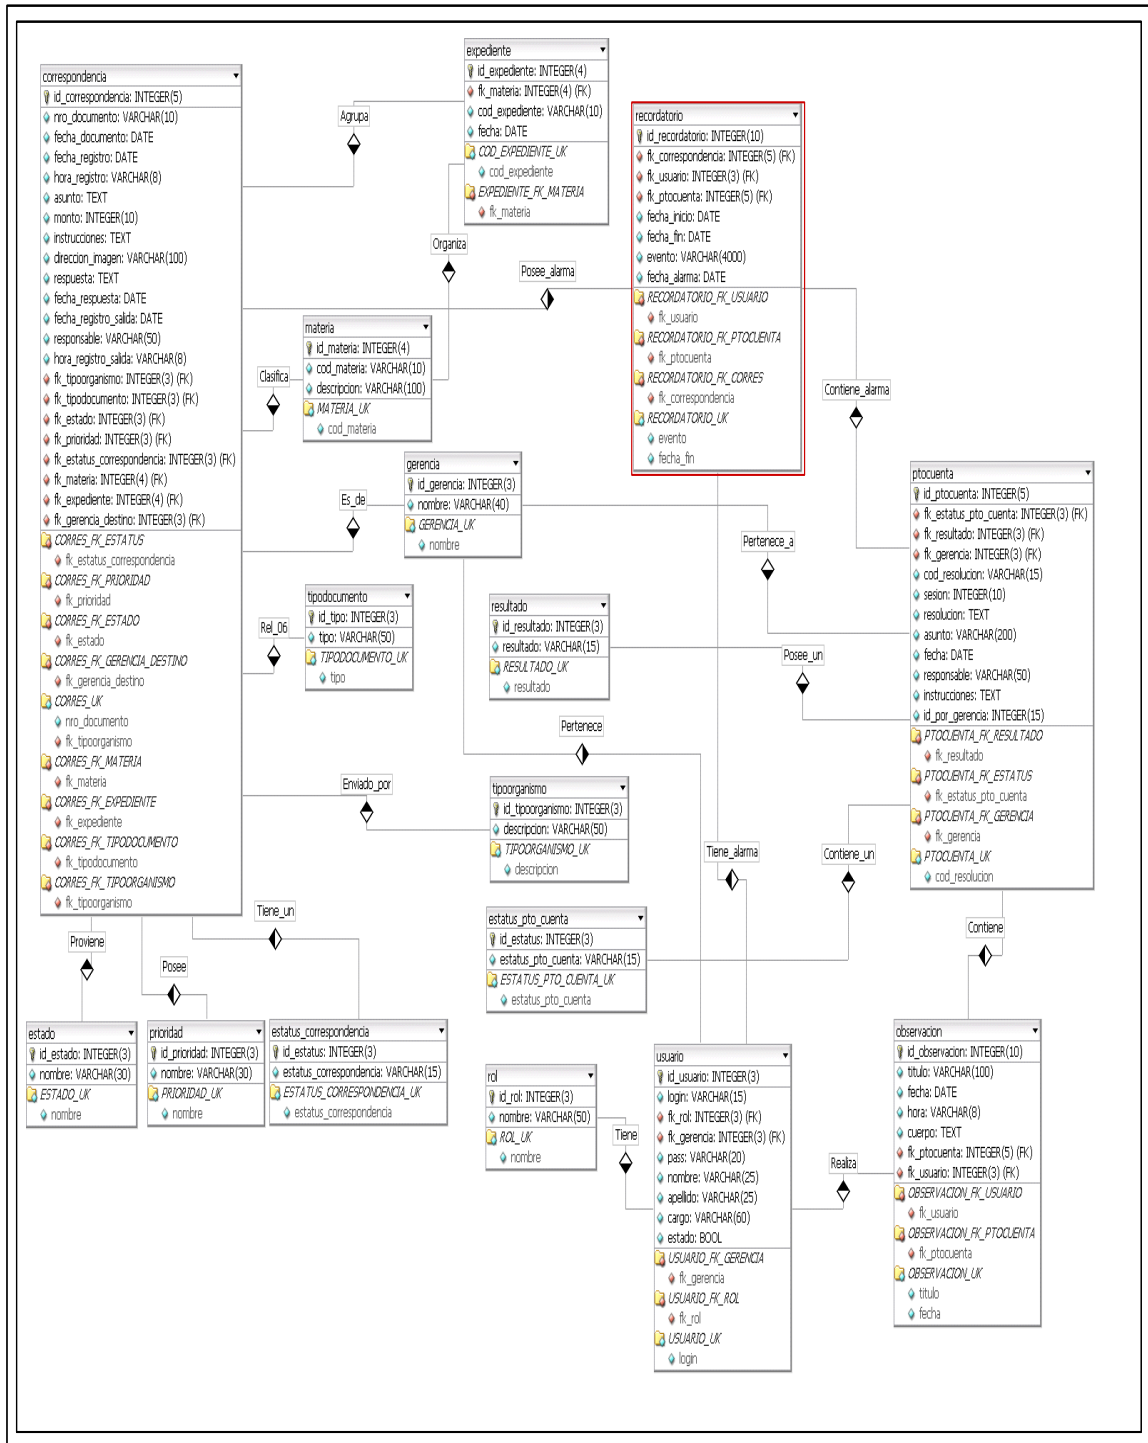 correspondencia
id_correspondencia: INTEGER(5)
nro_documento: VARCHAR(10)
fecha_documento: DATE
fecha_registro: DATE
hora_registro: VARCHAR(8)
asunto: TEXT
monto: INTEGER(10)
instrucciones: TEXT
direccion_imagen: VARCHAR(100)
respuesta: TEXT
fecha_respuesta: DATE
fecha_registro_salida: DATE
responsable: VARCHAR(50)
hora_registro_salida: VARCHAR(8)
fk_tipoorganismo: INTEGER(3) (FK)
fk_tipodocumento: INTEGER(3) (FK)
fk_estado: INTEGER(3) (FK)
fk_prioridad: INTEGER(3) (FK)
fk_estatus_correspondencia: INTEGER(3) (FK)
fk_materia: INTEGER(4) (FK)
fk_expediente: INTEGER(4) (FK)
fk_gerencia_destino: INTEGER(3) (FK)
CORRES_FK_ESTATUS
fk_estatus_correspondencia
CORRES_FK_PRIORIDAD
fk_prioridad
CORRES_FK_ESTADO
fk_estado
CORRES_FK_GERENCIA_DESTINO
fk_gerencia_destino
CORRES_UK
nro_documento
fk_tipoorganismo
CORRES_FK_MATERIA
fk_materia
CORRES_FK_EXPEDIENTE
fk_expediente
CORRES_FK_TIPODOCUMENTO
fk_tipodocumento
CORRES_FK_TIPOORGANISMO
fk_tipoorganismo
Agrupa
expediente
id_expediente: INTEGER(4)
fk_materia: INTEGER(4) (FK)
cod_expediente: VARCHAR(10)
fecha: DATE
COD_EXPEDIENTE_UK
cod_expediente
EXPEDIENTE_FK_MATERIA
fk_materia
Organiza
Posee_alarma
recordatorio
id_recordatorio: INTEGER(10)
fk_correspondencia: INTEGER(5) (FK)
fk_usuario: INTEGER(3) (FK)
fk_ptocuenta: INTEGER(5) (FK)
fecha_inicio: DATE
fecha_fin: DATE
evento: VARCHAR(4000)
fecha_alarma: DATE
RECORDATORIO_FK_USUARIO
fk_usuario
RECORDATORIO_FK_PTOCUENTA
fk_ptocuenta
RECORDATORIO_FK_CORRES
fk_correspondencia
RECORDATORIO_UK
evento
fecha_fin
Contiene_alarma
Clasifica
materia
id_materia: INTEGER(4)
cod_materia: VARCHAR(10)
descripcion: VARCHAR(100)
MATERIA_UK
cod_materia
Es_de
gerencia
id_gerencia: INTEGER(3)
nombre: VARCHAR(40)
GERENCIA_UK
nombre
Pertenece_a
ptocuenta
id_ptocuenta: INTEGER(5)
fk_estatus_pto_cuenta: INTEGER(3) (FK)
fk_resultado: INTEGER(3) (FK)
fk_gerencia: INTEGER(3) (FK)
cod_resolucion: VARCHAR(15)
sesion: INTEGER(10)
resolucion: TEXT
asunto: VARCHAR(200)
fecha: DATE
responsable: VARCHAR(50)
instrucciones: TEXT
id_por_gerencia: INTEGER(15)
PTOCUENTA_FK_RESULTADO
fk_resultado
PTOCUENTA_FK_ESTATUS
fk_estatus_pto_cuenta
PTOCUENTA_FK_GERENCIA
fk_gerencia
PTOCUENTA_UK
cod_resolucion
Rel_06
tipodocumento
id_tipo: INTEGER(3)
tipo: VARCHAR(50)
TIPODOCUMENTO_UK
tipo
resultado
id_resultado: INTEGER(3)
resultado: VARCHAR(15)
RESULTADO_UK
resultado
Posee_un
Pertenece
Enviado_por
tipoorganismo
id_tipoorganismo: INTEGER(3)
descripcion: VARCHAR(50)
TIPOORGANISMO_UK
descripcion
Tiene_alarma
Contiene_un
estatus_pto_cuenta
id_estatus: INTEGER(3)
estatus_pto_cuenta: VARCHAR(15)
ESTATUS_PTO_CUENTA_UK
estatus_pto_cuenta
Contiene
Proviene
Posee
Tiene_un
estado
id_estado: INTEGER(3)
nombre: VARCHAR(30)
ESTADO_UK
nombre
prioridad
id_prioridad: INTEGER(3)
nombre: VARCHAR(30)
PRIORIDAD_UK
nombre
estatus_correspondencia
id_estatus: INTEGER(3)
estatus_correspondencia: VARCHAR(15)
ESTATUS_CORRESPONDENCIA_UK
estatus_correspondencia
rol
id_rol: INTEGER(3)
nombre: VARCHAR(50)
ROL_UK
nombre
Tiene
usuario
id_usuario: INTEGER(3)
login: VARCHAR(15)
fk_rol: INTEGER(3) (FK)
fk_gerencia: INTEGER(3) (FK)
pass: VARCHAR(20)
nombre: VARCHAR(25)
apellido: VARCHAR(25)
cargo: VARCHAR(60)
estado: BOOL
USUARIO_FK_GERENCIA
fk_gerencia
USUARIO_FK_ROL
fk_rol
USUARIO_UK
login
Realiza
observacion
id_observacion: INTEGER(10)
titulo: VARCHAR(100)
fecha: DATE
hora: VARCHAR(8)
cuerpo: TEXT
fk_ptocuenta: INTEGER(5) (FK)
fk_usuario: INTEGER(3) (FK)
OBSERVACION_FK_USUARIO
fk_usuario
OBSERVACION_FK_PTOCUENTA
fk_ptocuenta
OBSERVACION_UK
titulo
fecha